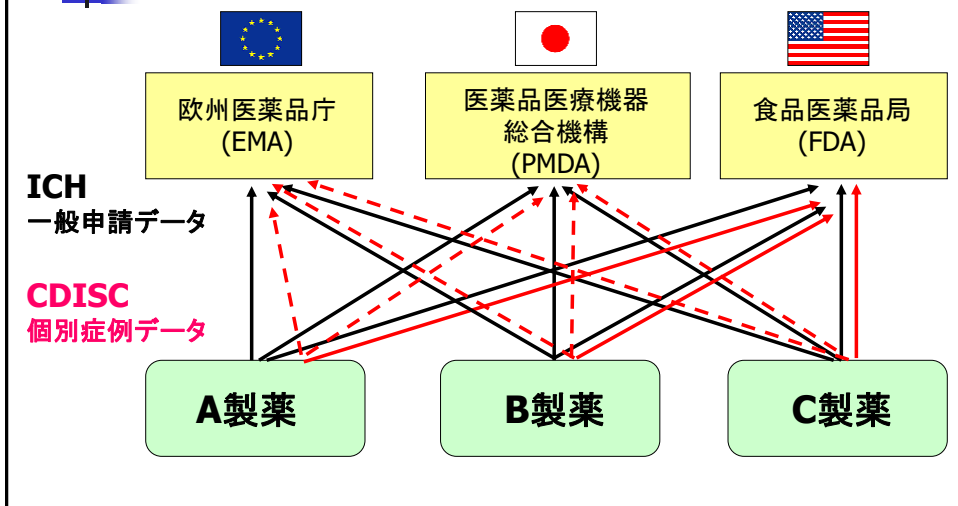 欧州医薬品庁
(EMA)
医薬品医療機器
総合機構
(PMDA)
食品医薬品局
(FDA)
ICH
一般申請データ
CDISC
個別症例データ
A製薬
B製薬
C製薬